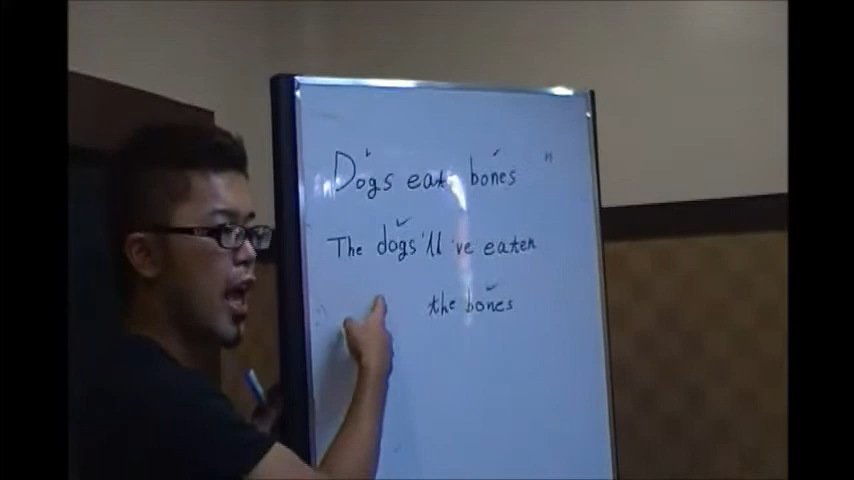 Dogs eat bones "
The dogs'll 've eaten
the bones